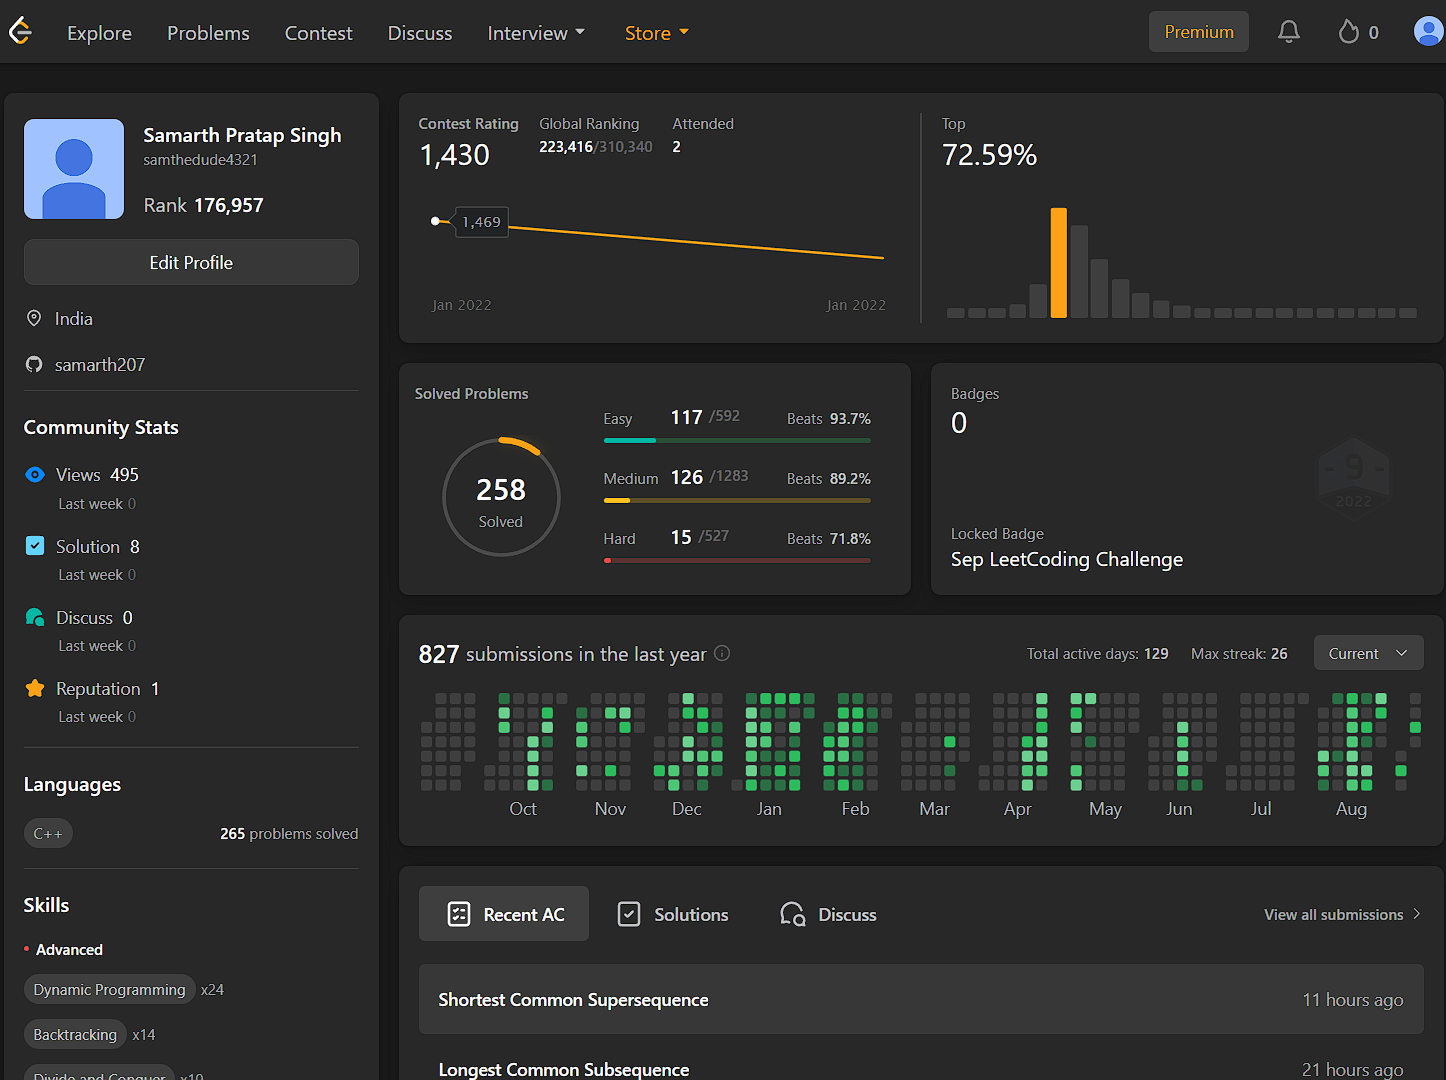 Explore Problems Contest Discuss Interview Store Premium 0
Samarth Pratap Singh
samthedude4321
Rank 176,957
Edit Profile
India
samarth207
Community Stats
Views 495
Last week 0
Solution 8
Last week 0
Discuss 0
Last week 0
Reputation 1
Last week 0
Languages
C++ 265 problems solved
Skills
Advanced
Dynamic Programming x24
Backtracking x14
Divide and Conquer x10
Contest Rating Global Ranking Attended
1,430 223,416/310,340 2
1,469
Jan 2022 Jan 2022
Top
72.59%
Solved Problems
258
Solved
Easy 117 /592 Beats 93.7%
Medium 126 /1283 Beats 89.2%
Hard 15 /527 Beats 71.8%
Badges
0
9
2022
Locked Badge
Sep LeetCoding Challenge
827 submissions in the last year Total active days: 129 Max streak: 26 Current
Oct Nov Dec Jan Feb Mar Apr May Jun Jul Aug
Recent AC Solutions Discuss View all submissions
Shortest Common Supersequence 11 hours ago
Longest Common Subsequence 21 hours ago